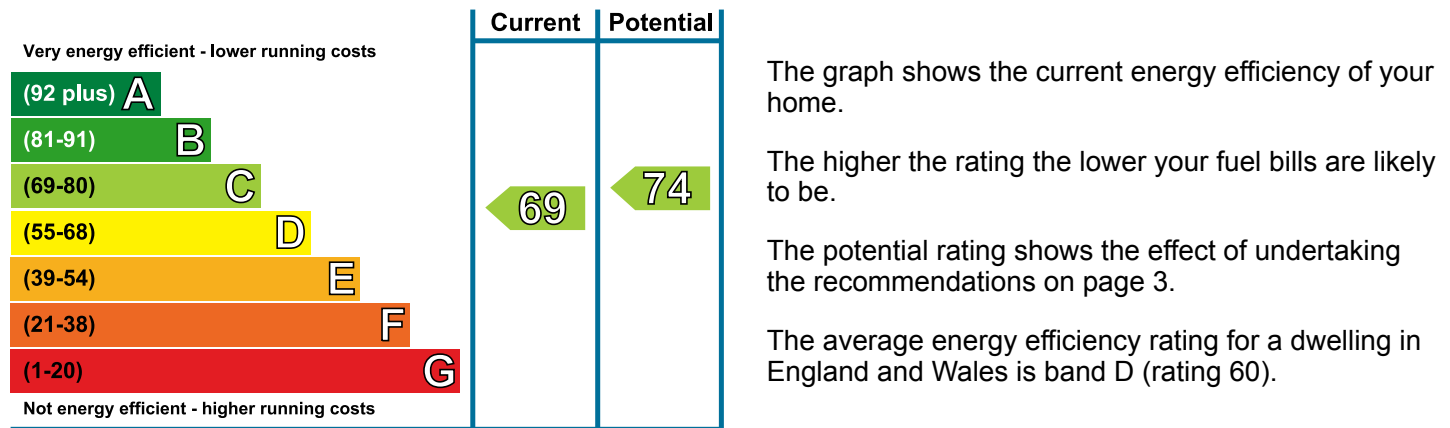 Current Potential
Very energy efficient - lower running costs
(92 plus) A
(81-91) B
(69-80) C
(55-68) D
(39-54) E
(21-38) F
(1-20) G
Not energy efficient - higher running costs
69
74
The graph shows the current energy efficiency of your
home.
The higher the rating the lower your fuel bills are likely
to be.
The potential rating shows the effect of undertaking
the recommendations on page 3.
The average energy efficiency rating for a dwelling in
England and Wales is band D (rating 60).